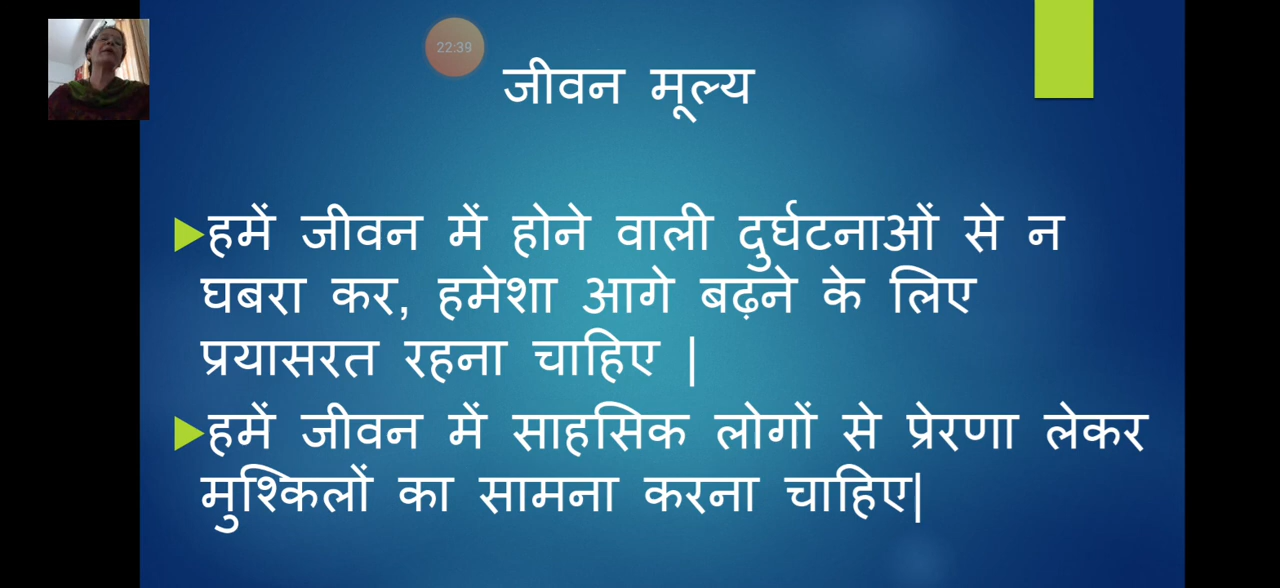 22:39
जीवन मूल्य
हमें जीवन में होने वाली दुर्घटनाओं से न
घबरा कर, हमेशा आगे बढ़ने के लिए
प्रयासरत रहना चाहिए |
हमें जीवन में साहसिक लोगों से प्रेरणा लेकर
मुश्किलों का सामना करना चाहिए|